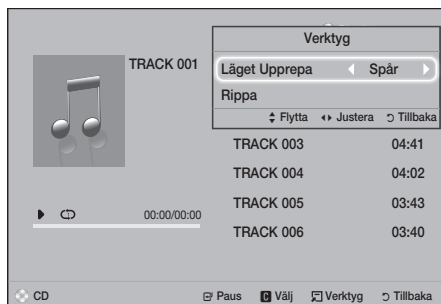 Verktyg
TRACK 001
Läget Upprepa Spår
Rippa
Flytta Justera Tillbaka
TRACK 003 04:41
TRACK 004 04:02
TRACK 005 03:43
00:00/00:00
TRACK 006 03:40
CD Paus C Välj Verktyg Tillbaka